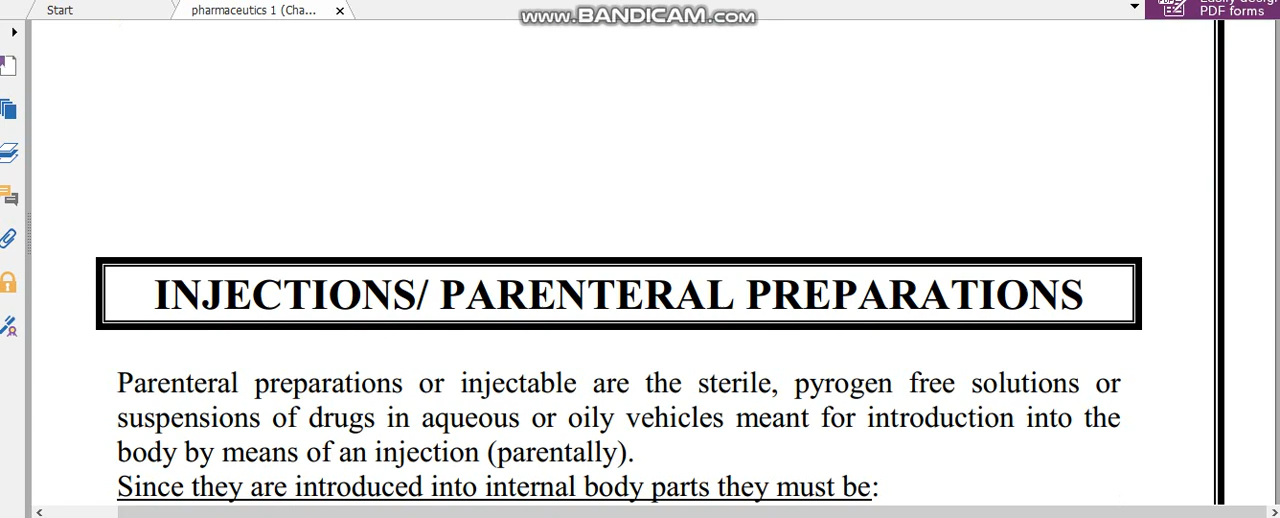 Start
pharmaceutics 1 (Cha...
www.BANDICAM.com
PDF forms
INJECTIONS/ PARENTERAL PREPARATIONS
Parenteral preparations or injectable are the sterile, pyrogen free solutions or
suspensions of drugs in aqueous or oily vehicles meant for introduction into the
body by means of an injection (parentally).
Since they are introduced into internal body parts they must be: